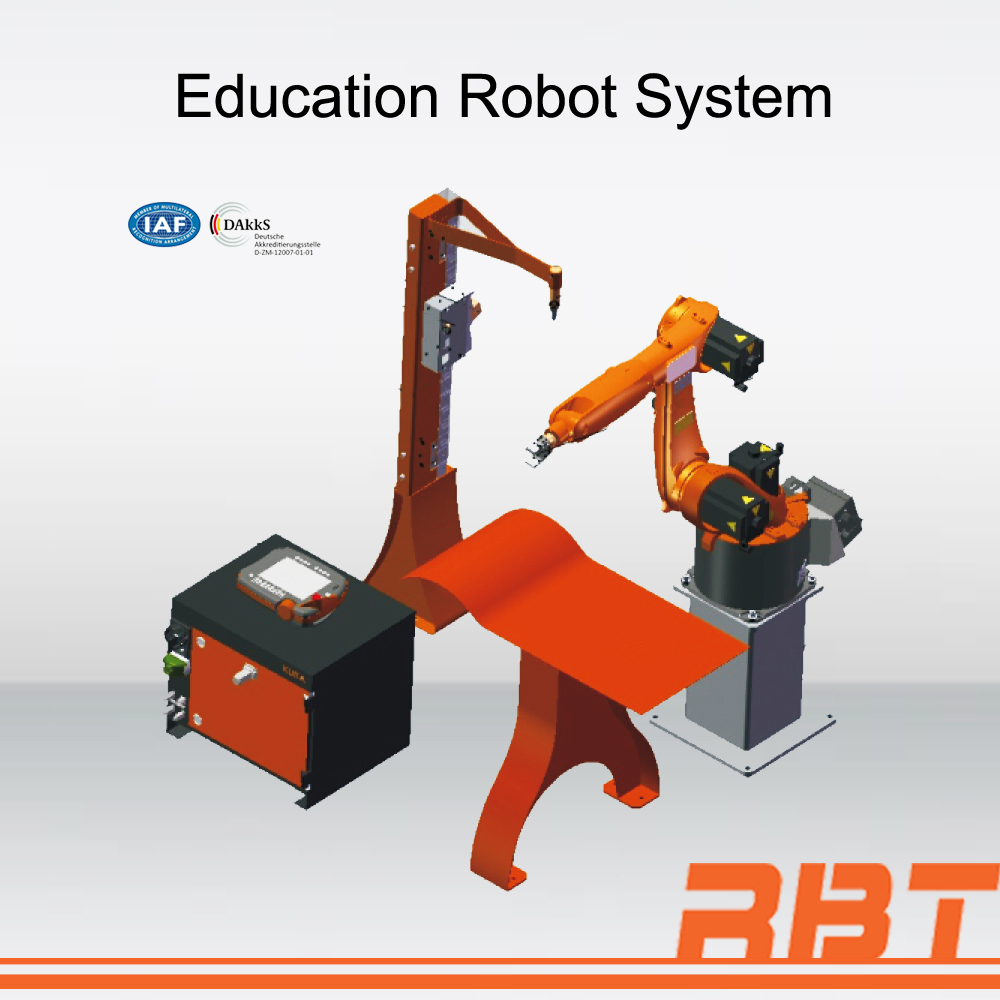 Education Robot System
MEMBER OF MULTILATERAL
IAF
RECOGNITION ARRANGEMENT
DAkkS
Deutsche
Akkreditierungsstelle
D-ZM-12007-01-01
KUKA
RBT